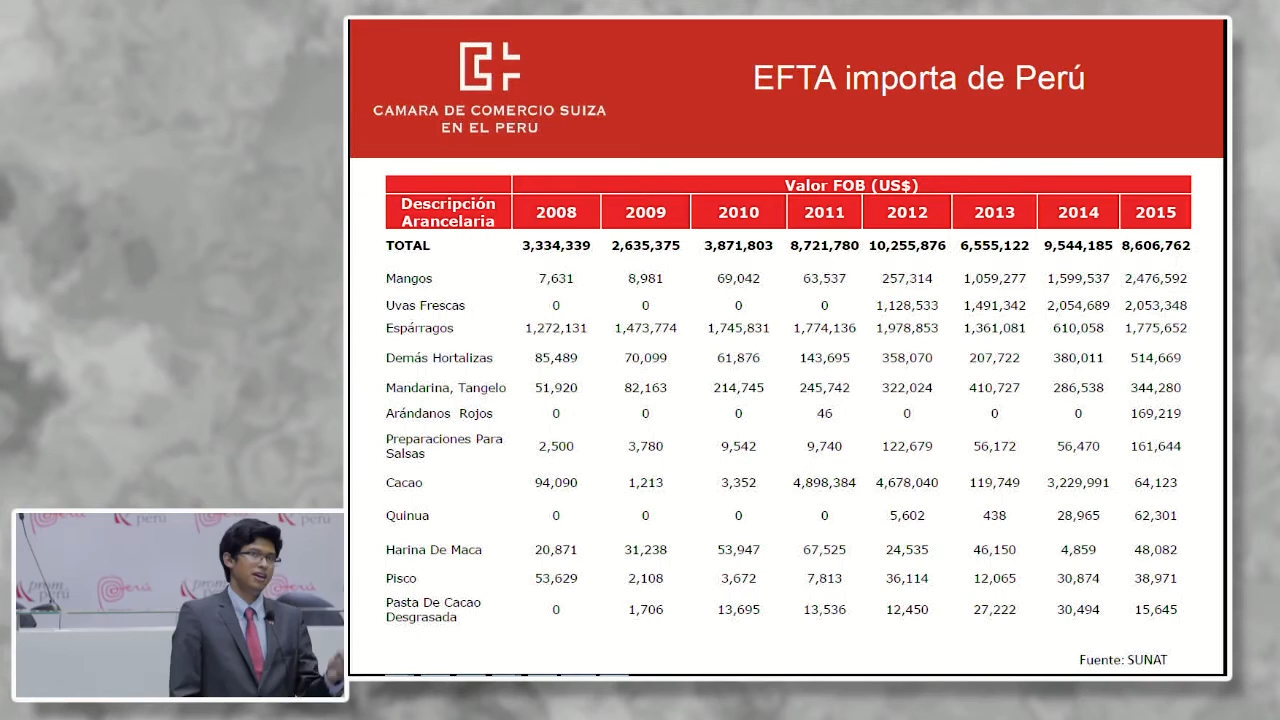 CAMARA DE COMERCIO SUIZA
EN EL PERU
EFTA importa de Perú
Valor FOB (US$)
Descripción
Arancelaria
2008 2009 2010 2011 2012 2013 2014 2015
TOTAL 3,334,339 2,635,375 3,871,803 8,721,780 10,255,876 6,555,122 9,544,185 8,606,762
Mangos 7,631 8,981 69,042 63,537 257,314 1,059,277 1,599,537 2,476,592
Uvas Frescas 0 0 0 0 1,128,533 1,491,342 2,054,689 2,053,348
Espárragos 1,272,131 1,473,774 1,745,831 1,774,136 1,978,853 1,361,081 610,058 1,775,652
Demás Hortalizas 85,489 70,099 61,876 143,695 358,070 207,722 380,011 514,669
Mandarina, Tangelo 51,920 82,163 214,745 245,742 322,024 410,727 286,538 344,280
Arándanos Rojos 0 0 0 46 0 0 0 169,219
Preparaciones Para
Salsas 2,500 3,780 9,542 9,740 122,679 56,172 56,470 161,644
Cacao 94,090 1,213 3,352 4,898,384 4,678,040 119,749 3,229,991 64,123
Quinua 0 0 0 0 5,602 438 28,965 62,301
Harina De Maca 20,871 31,238 53,947 67,525 24,535 46,150 4,859 48,082
Pisco 53,629 2,108 3,672 7,813 36,114 12,065 30,874 38,971
Pasta De Cacao
Desgrasada 0 1,706 13,695 13,536 12,450 27,222 30,494 15,645
Fuente: SUNAT
perú
prom
perú
Perú